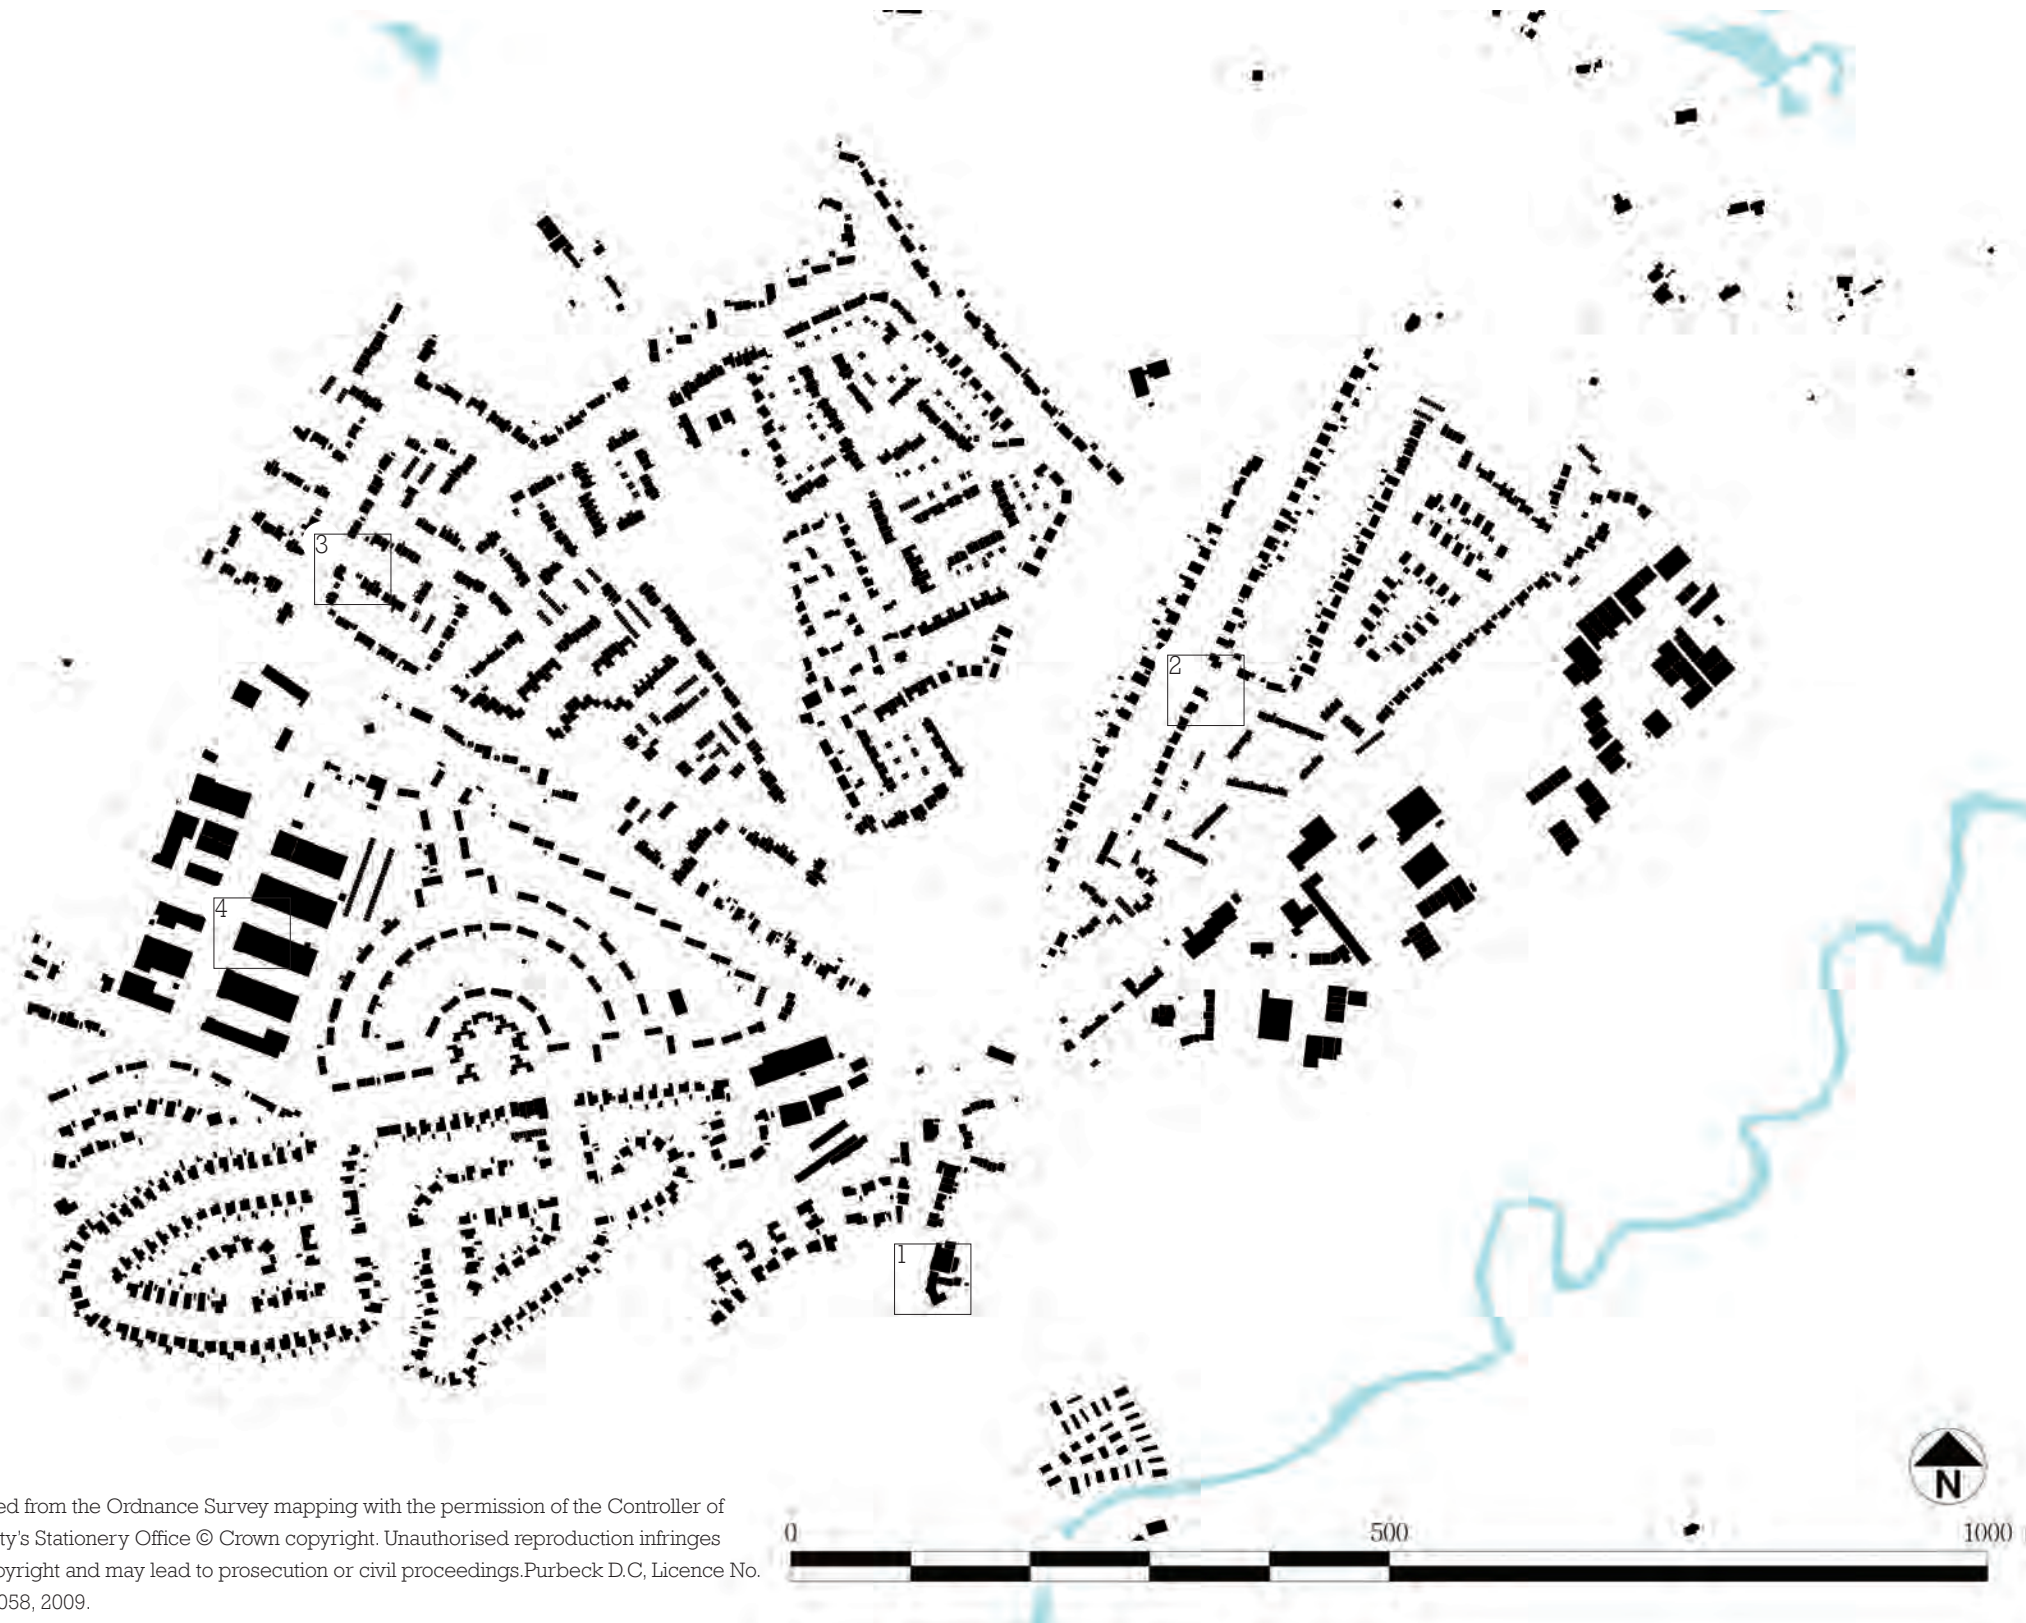 3
2
4
1
N
ed from the Ordnance Survey mapping with the permission of the Controller of
ty's Stationery Office © Crown copyright. Unauthorised reproduction infringes
pyright and may lead to prosecution or civil proceedings.Purbeck D.C, Licence No.
058, 2009.
0 500 1000